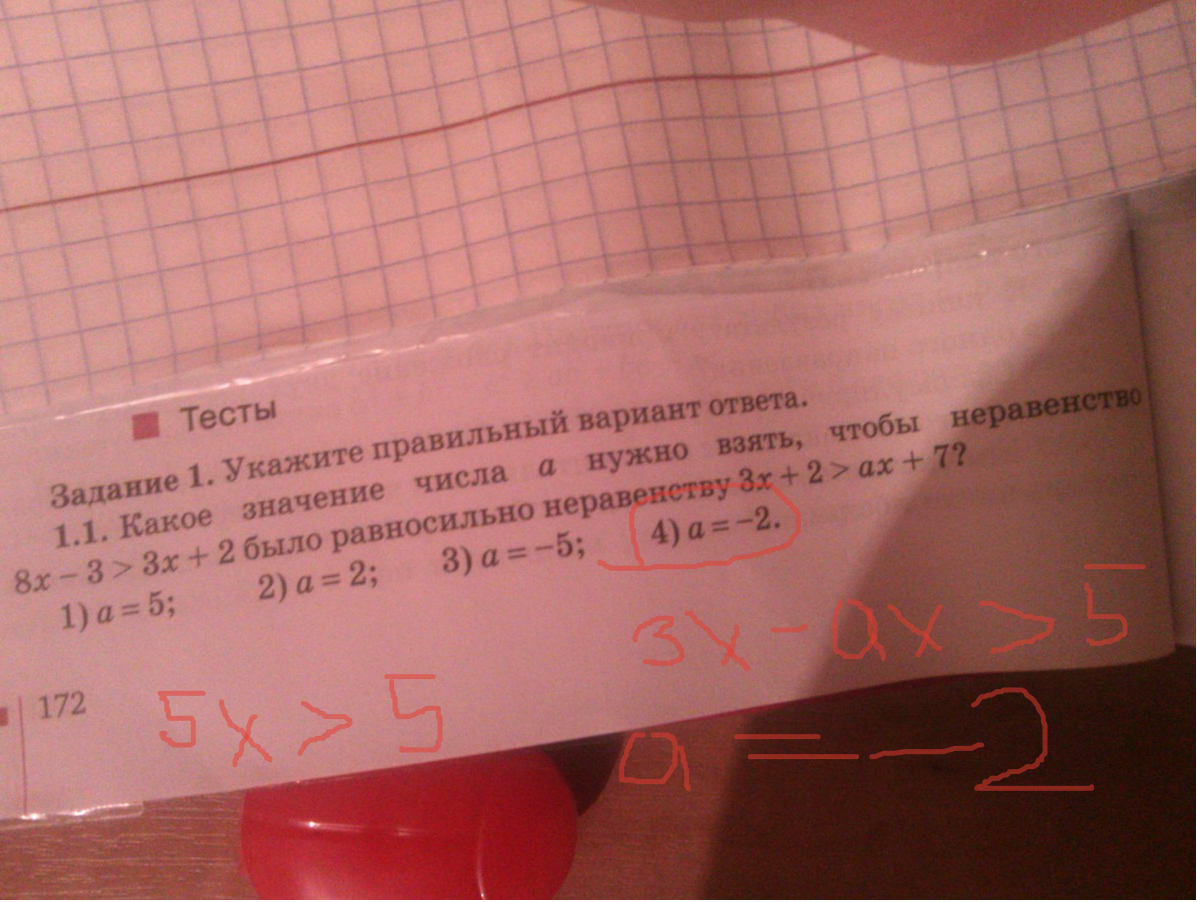 Тесты
Задание 1. Укажите правильный вариант ответа.
1.1. Какое значение числа a нужно взять, чтобы неравенство
8x − 3 > 3x + 2 было равносильно неравенству 3x + 2 > ax + 7?
1) a = 5; 2) a = 2; 3) a = −5; 4) a = −2.
3x − ax > 5
172
5x > 5
a = −2